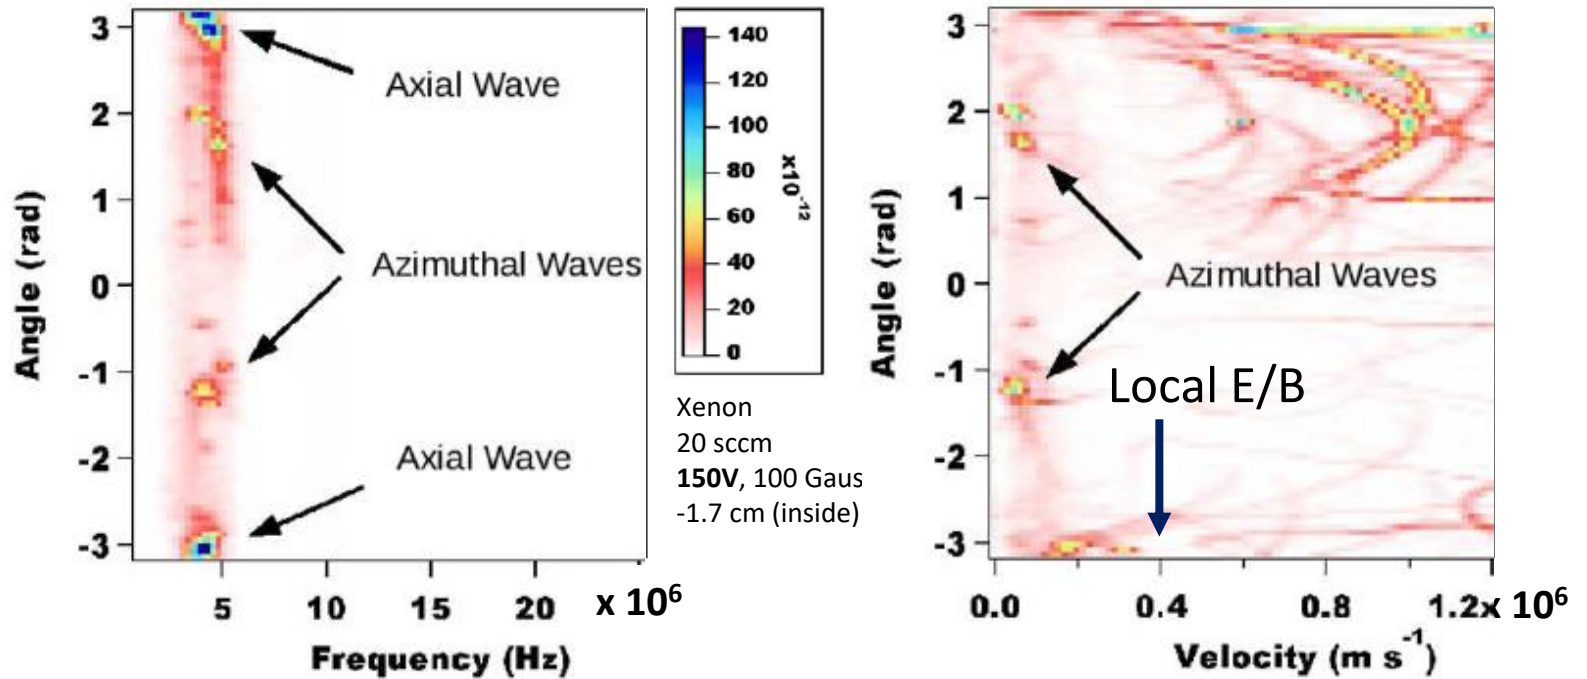 3
2
1
0
-1
-2
-3
Angle (rad)
Axial Wave
Azimuthal Waves
Axial Wave
5 10 15 20 x 10⁶
Frequency (Hz)
140
120
100
80
60
40
20
0
x10⁻¹²
Xenon
20 sccm
150V, 100 Gaus
-1.7 cm (inside)
3
2
1
0
-1
-2
-3
Angle (rad)
Azimuthal Waves
Local E/B
0.0 0.4 0.8 1.2x 10⁶
Velocity (m s⁻¹)